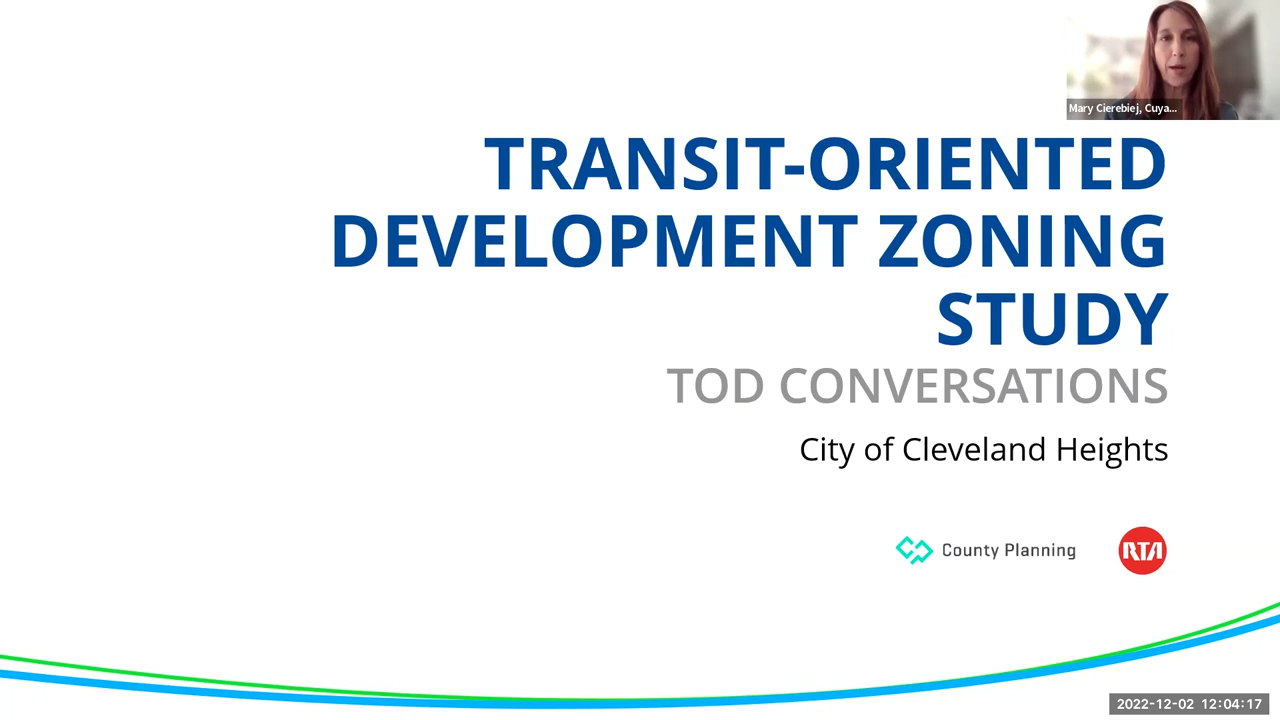 Mary Cierebiej, Cuya...
TRANSIT-ORIENTED
DEVELOPMENT ZONING
STUDY
TOD CONVERSATIONS
City of Cleveland Heights
County Planning
RTA
2022-12-02 12:04:17